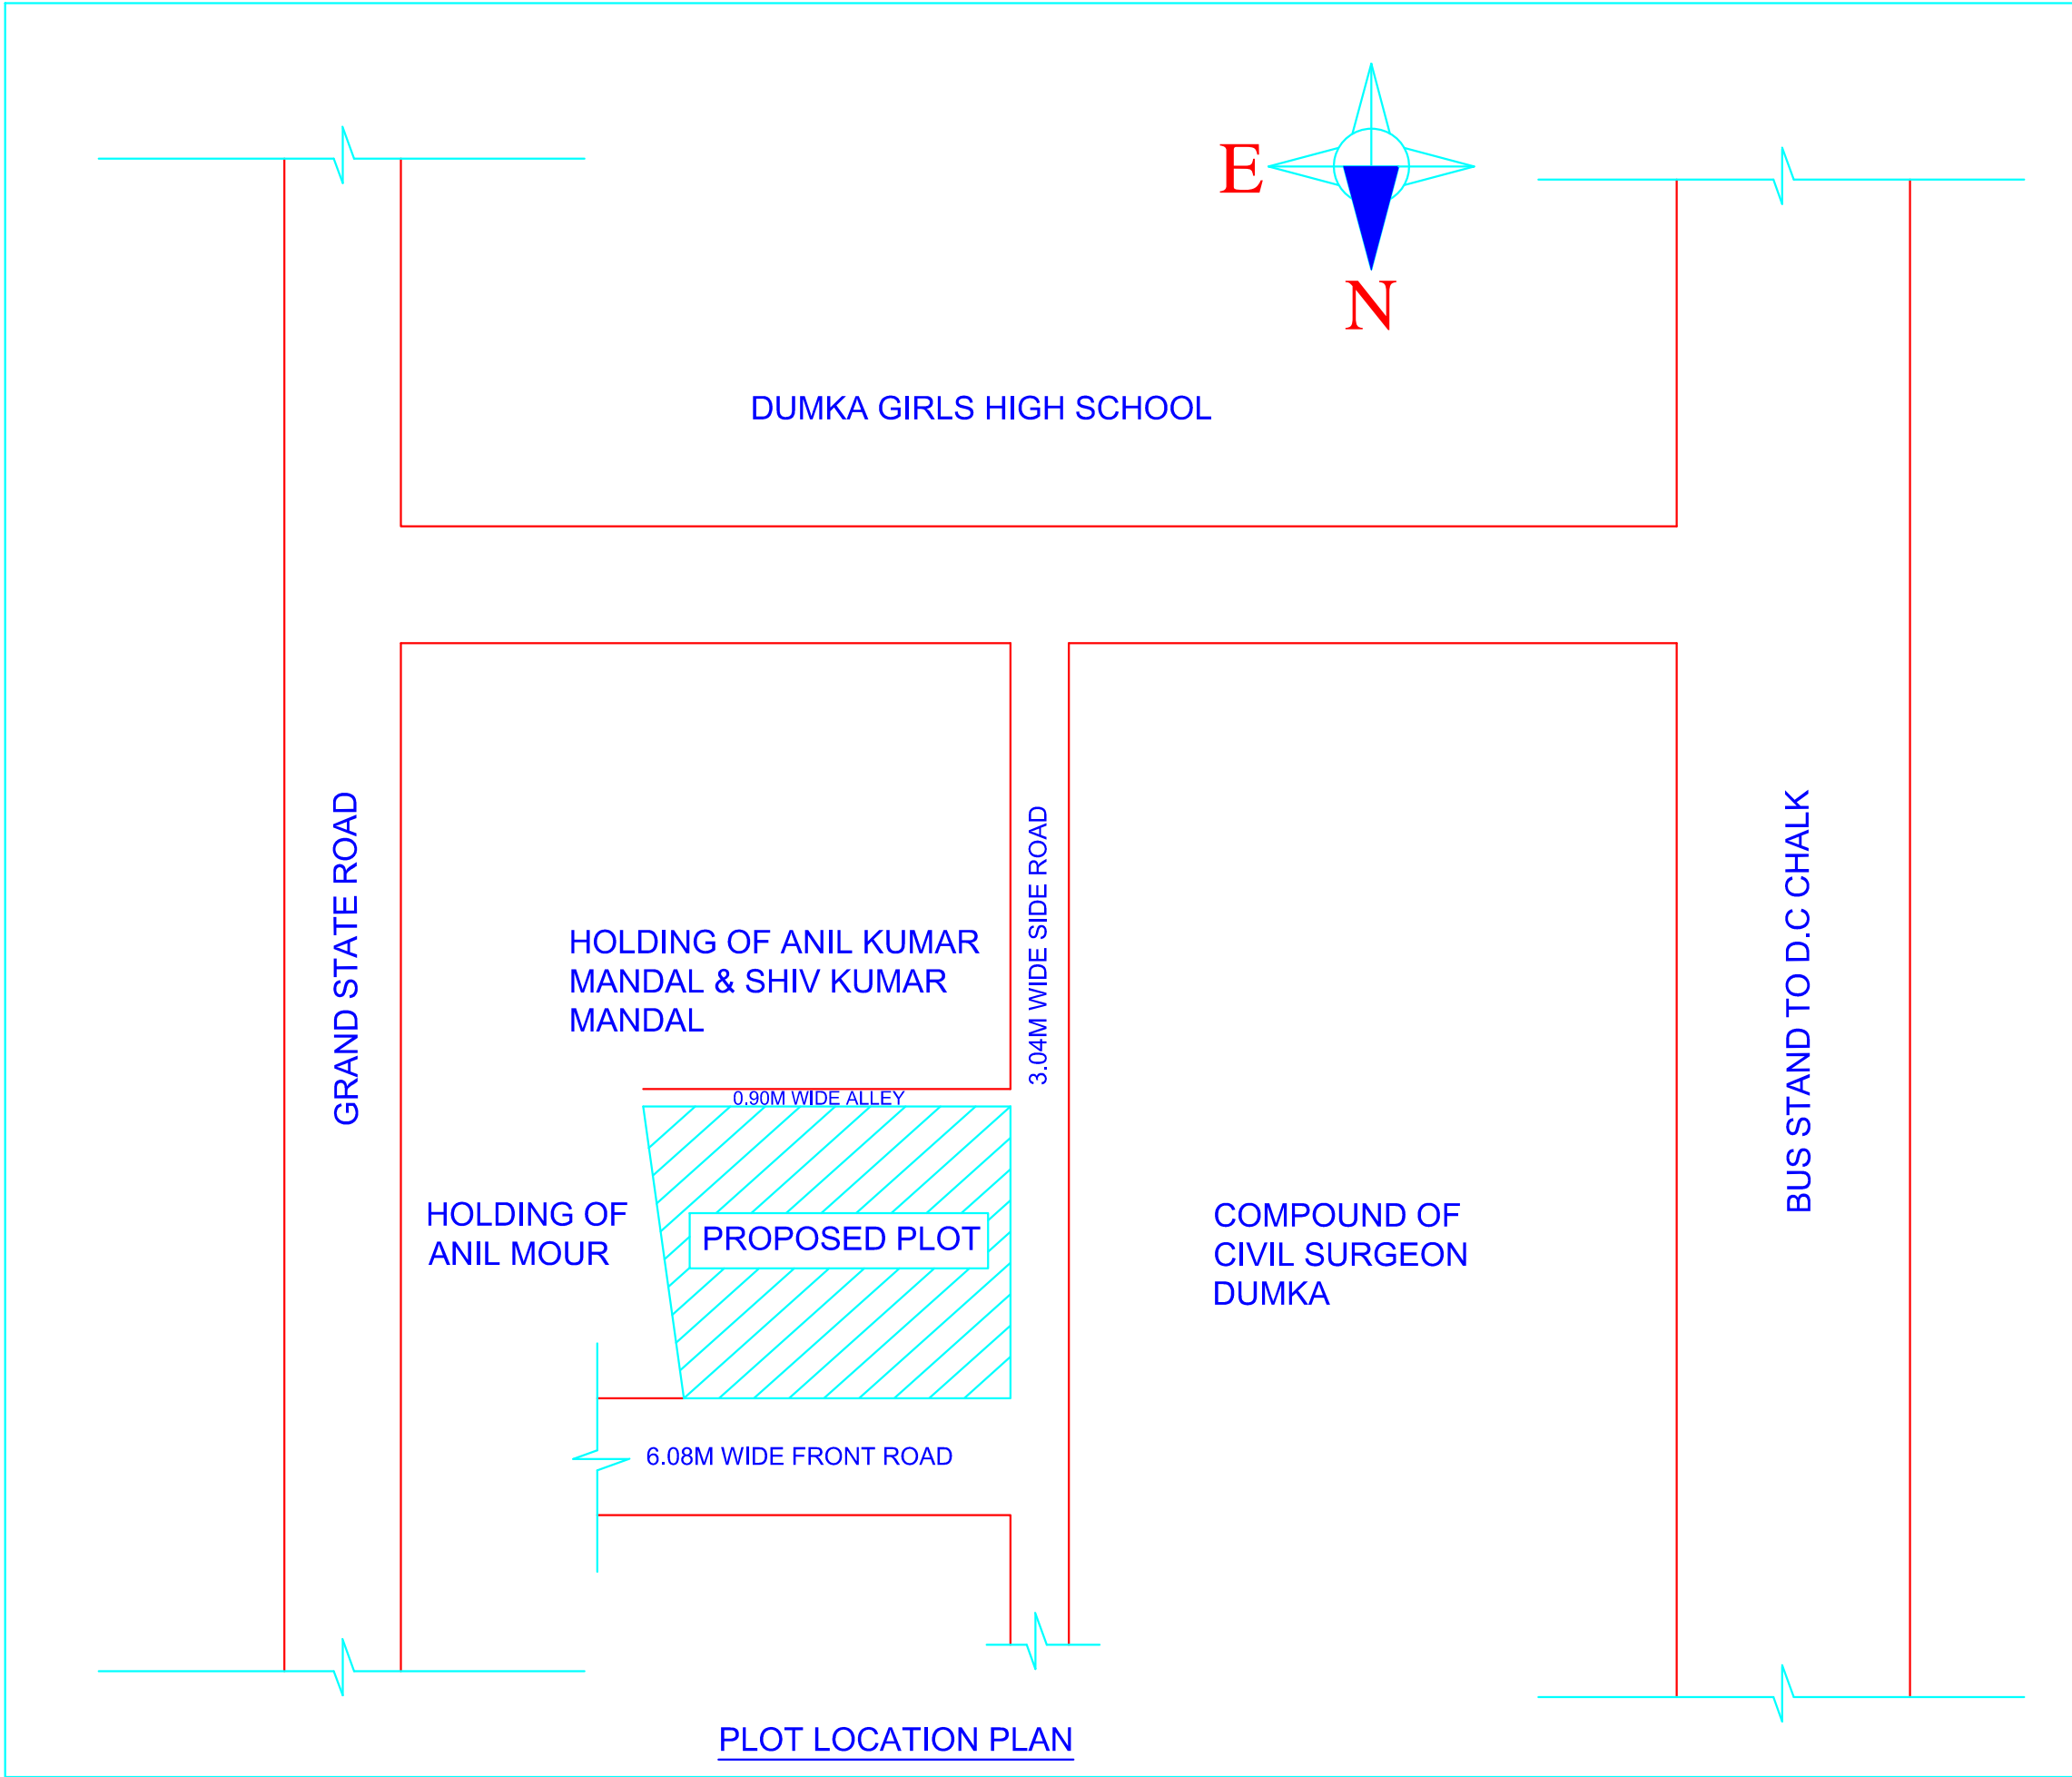 E
N
DUMKA GIRLS HIGH SCHOOL
GRAND STATE ROAD
HOLDING OF ANIL KUMAR
MANDAL & SHIV KUMAR
MANDAL
3.04M WIDE SIDE ROAD
BUS STAND TO D.C CHALK
0.90M WIDE ALLEY
HOLDING OF
ANIL MOUR
PROPOSED PLOT
COMPOUND OF
CIVIL SURGEON
DUMKA
6.08M WIDE FRONT ROAD
PLOT LOCATION PLAN